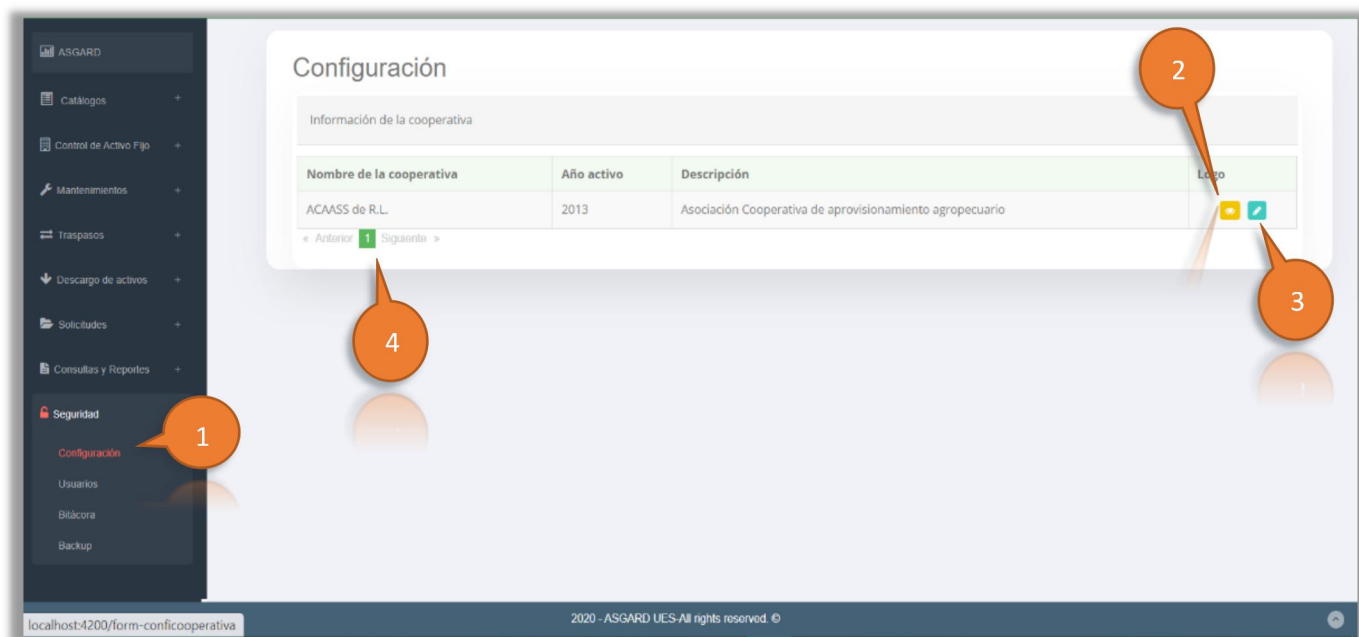 ASGARD
Catálogos +
Control de Activo Fijo +
Mantenimientos +
Traspasos +
Descargo de activos +
Solicitudes +
Consultas y Reportes +
Seguridad
Configuración
Usuarios
Bitácora
Backup
1
Configuración
2
Información de la cooperativa
Nombre de la cooperativa Año activo Descripción Logo
ACAASS de R.L. 2013 Asociación Cooperativa de aprovisionamiento agropecuario
« Anterior 1 Siguiente »
3
4
localhost:4200/form-conficooperativa
2020 - ASGARD UES-All rights reserved. ©